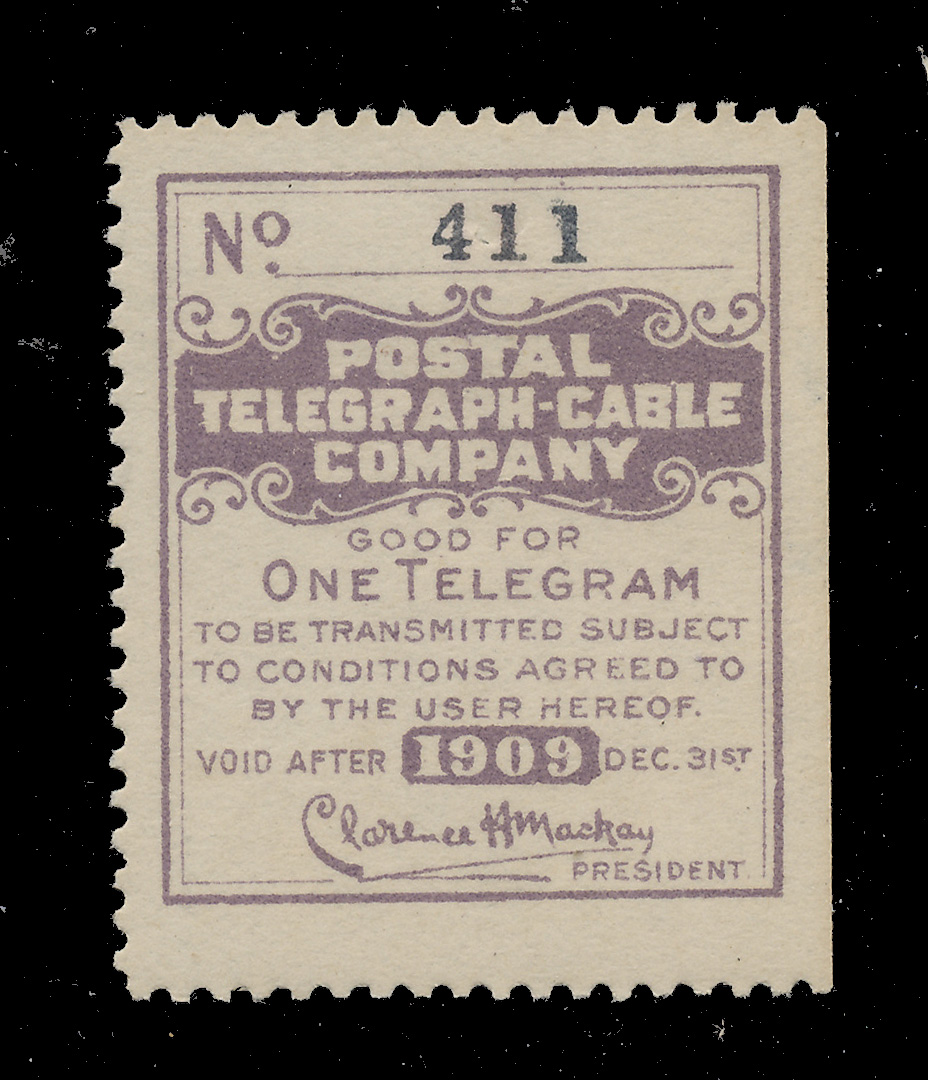 No. 411
POSTAL
TELEGRAPH-CABLE
COMPANY
GOOD FOR
ONE TELEGRAM
TO BE TRANSMITTED SUBJECT
TO CONDITIONS AGREED TO
BY THE USER HEREOF.
VOID AFTER 1909 DEC. 31ST
Clarence H Mackay
PRESIDENT.